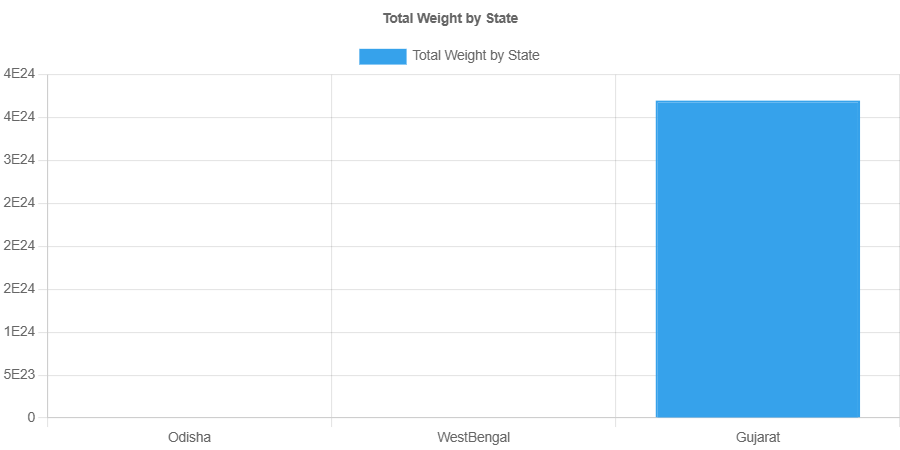 Total Weight by State
Total Weight by State
4E24
4E24
3E24
2E24
2E24
2E24
1E24
5E23
0
Odisha WestBengal Gujarat